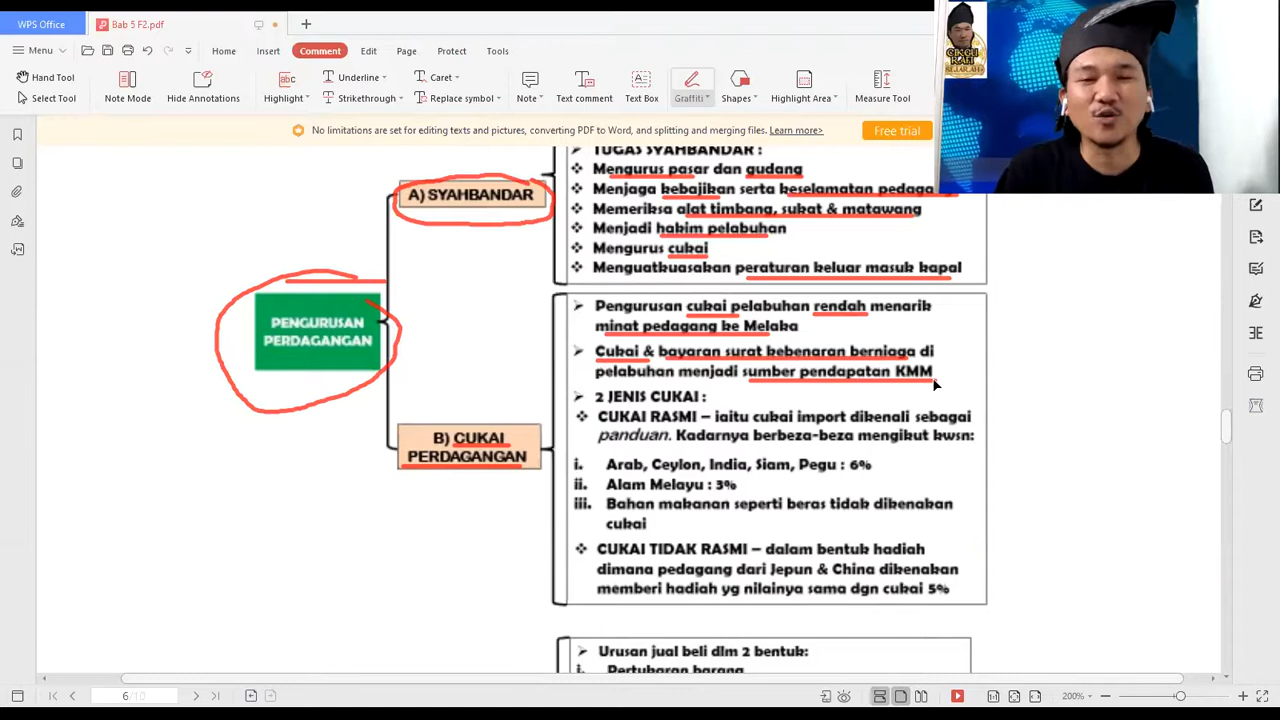 WPS Office
Bab 5 F2.pdf
Menu
Home
Insert
Comment
Edit
Page
Protect
Tools
Hand Tool
Select Tool
Note Mode
Hide Annotations
Highlight
Underline
Strikethrough
Caret
Replace symbol
Note
Text comment
Text Box
Graffiti
Shapes
Highlight Area
Measure Tool
No limitations are set for editing texts and pictures, converting PDF to Word, and splitting and merging files. Learn more>
Free trial
CIKGU
RAFI
SEJARAH
TUGAS SYAHBANDAR :
Mengurus pasar dan gudang
Menjaga kebajikan serta keselamatan pedagang
Memeriksa alat timbang, sukat & matawang
Menjadi hakim pelabuhan
Mengurus cukai
Menguatkuasakan peraturan keluar masuk kapal
A) SYAHBANDAR
PENGURUSAN
PERDAGANGAN
B) CUKAI
PERDAGANGAN
Pengurusan cukai pelabuhan rendah menarik
minat pedagang ke Melaka
Cukai & bayaran surat kebenaran berniaga di
pelabuhan menjadi sumber pendapatan KMM
2 JENIS CUKAI :
CUKAI RASMI – iaitu cukai import dikenali sebagai
panduan. Kadarnya berbeza-beza mengikut kwsn:
i. Arab, Ceylon, India, Siam, Pegu : 6%
ii. Alam Melayu : 3%
iii. Bahan makanan seperti beras tidak dikenakan
cukai
CUKAI TIDAK RASMI – dalam bentuk hadiah
dimana pedagang dari Jepun & China dikenakan
memberi hadiah yg nilainya sama dgn cukai 5%
Urusan jual beli dlm 2 bentuk:
i. Pertukaran barang
6/10
200%